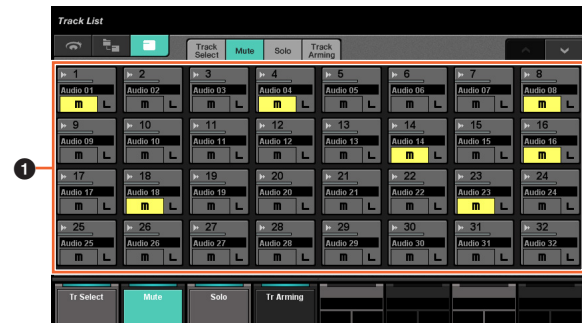 Track List
Track Select Mute Solo Track Arming
1 2 3 4 5 6 7 8
Audio 01 Audio 02 Audio 03 Audio 04 Audio 05 Audio 06 Audio 07 Audio 08
m L m L m L m L m L m L m L m L
9 10 11 12 13 14 15 16
Audio 09 Audio 10 Audio 11 Audio 12 Audio 13 Audio 14 Audio 15 Audio 16
m L m L m L m L m L m L m L m L
1
17 18 19 20 21 22 23 24
Audio 17 Audio 18 Audio 19 Audio 20 Audio 21 Audio 22 Audio 23 Audio 24
m L m L m L m L m L m L m L m L
25 26 27 28 29 30 31 32
Audio 25 Audio 26 Audio 27 Audio 28 Audio 29 Audio 30 Audio 31 Audio 32
m L m L m L m L m L m L m L m L
Tr Select Mute Solo Tr Arming